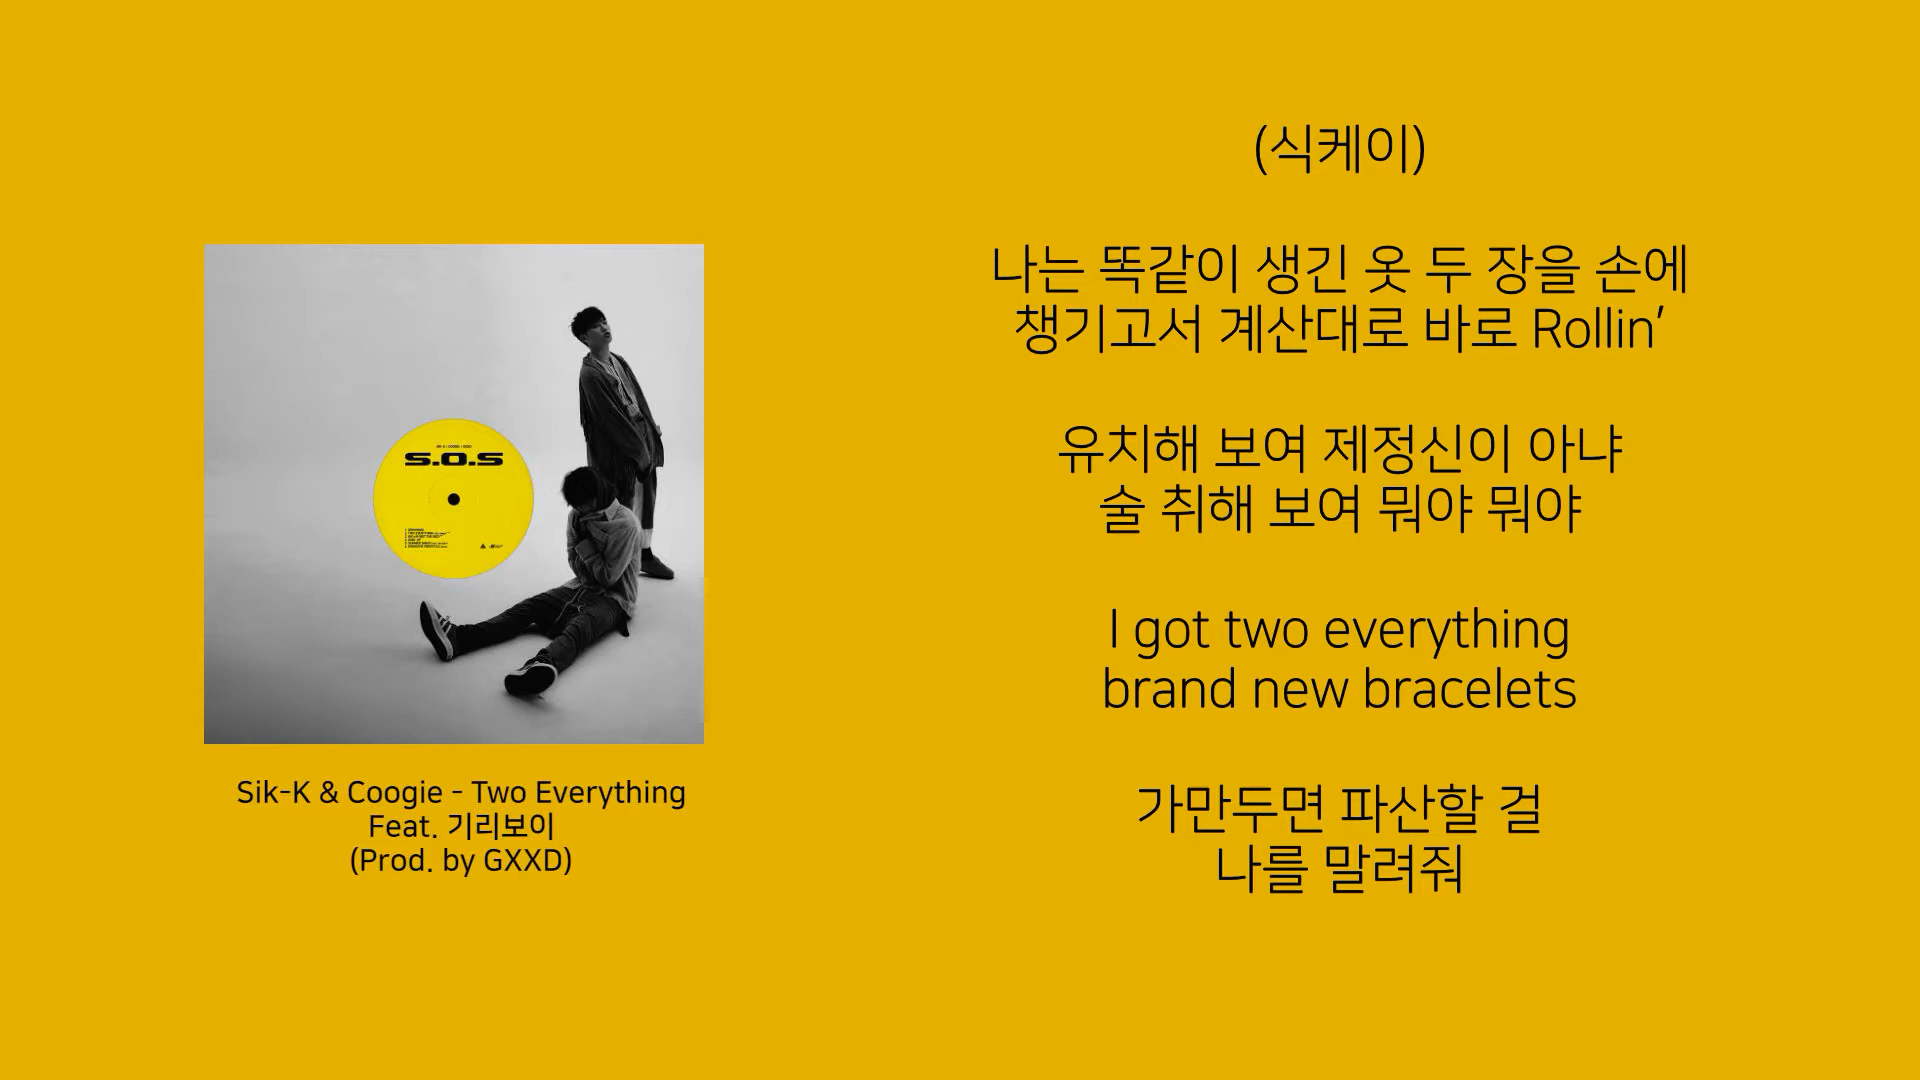 SIK-K / COOGIE / GXXD
S.O.S
Sik-K & Coogie - Two Everything
Feat. 기리보이
(Prod. by GXXD)
(식케이)
나는 똑같이 생긴 옷 두 장을 손에
챙기고서 계산대로 바로 Rollin’
유치해 보여 제정신이 아냐
술 취해 보여 뭐야 뭐야
I got two everything
brand new bracelets
가만두면 파산할 걸
나를 말려줘